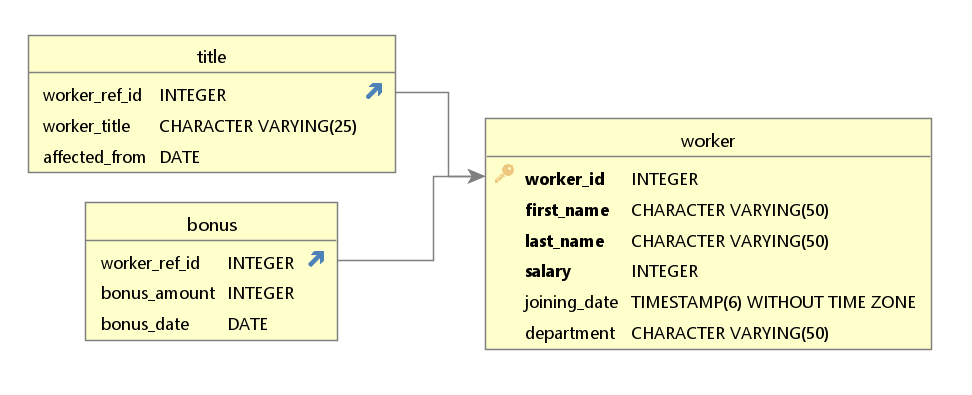 title
worker_ref_id INTEGER
worker_title CHARACTER VARYING(25)
affected_from DATE
bonus
worker_ref_id INTEGER
bonus_amount INTEGER
bonus_date DATE
worker
worker_id INTEGER
first_name CHARACTER VARYING(50)
last_name CHARACTER VARYING(50)
salary INTEGER
joining_date TIMESTAMP(6) WITHOUT TIME ZONE
department CHARACTER VARYING(50)